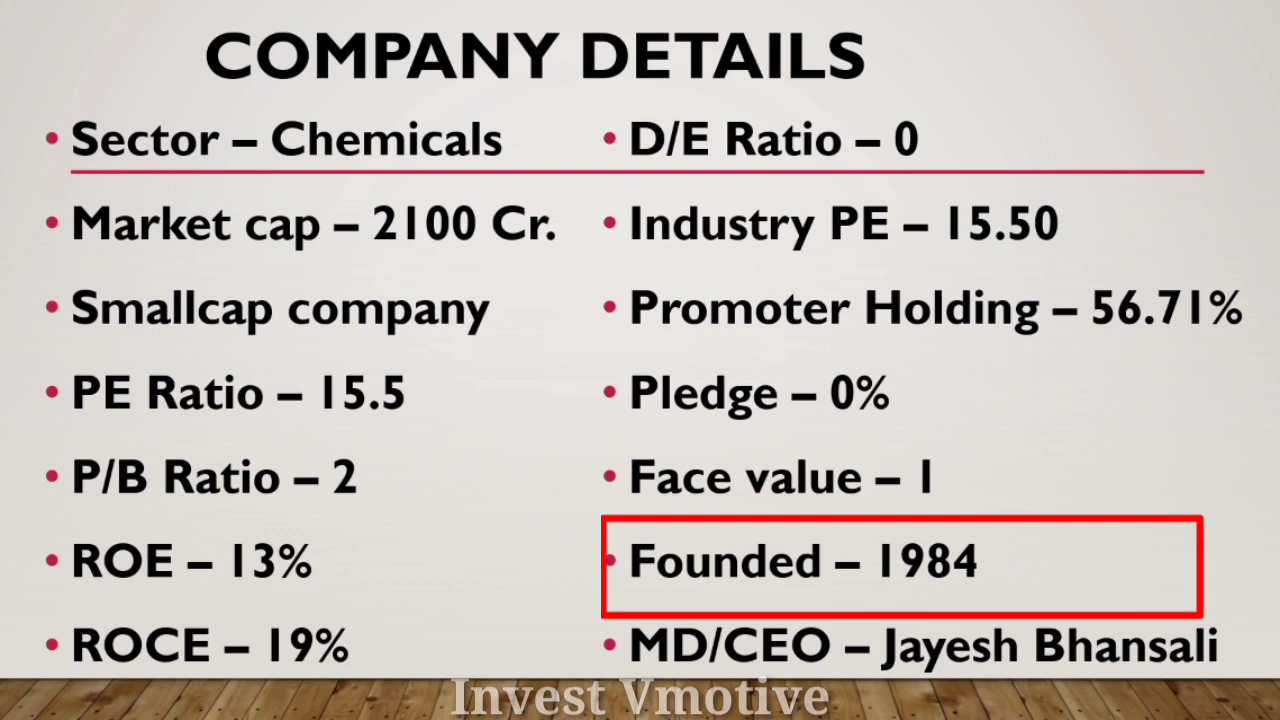 COMPANY DETAILS
• Sector – Chemicals
• Market cap – 2100 Cr.
• Smallcap company
• PE Ratio – 15.5
• P/B Ratio – 2
• ROE – 13%
• ROCE – 19%
• D/E Ratio – 0
• Industry PE – 15.50
• Promoter Holding – 56.71%
• Pledge – 0%
• Face value – 1
• Founded – 1984
• MD/CEO – Jayesh Bhansali
Invest Vmotive